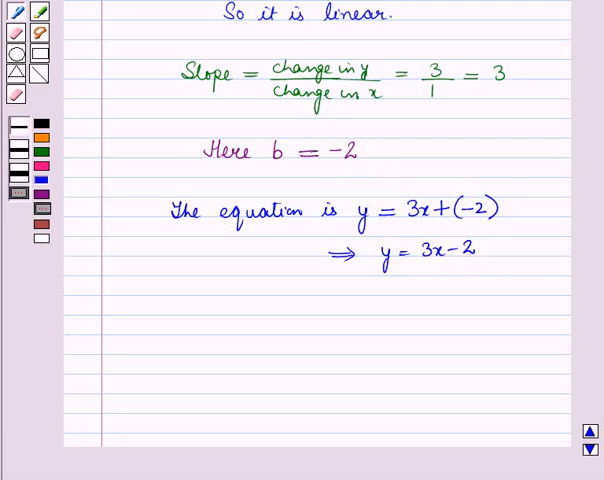 So it is linear.
Slope = change in y / change in x = 3/1 = 3
Here b = -2
The equation is y = 3x + (-2)
⇒ y = 3x - 2